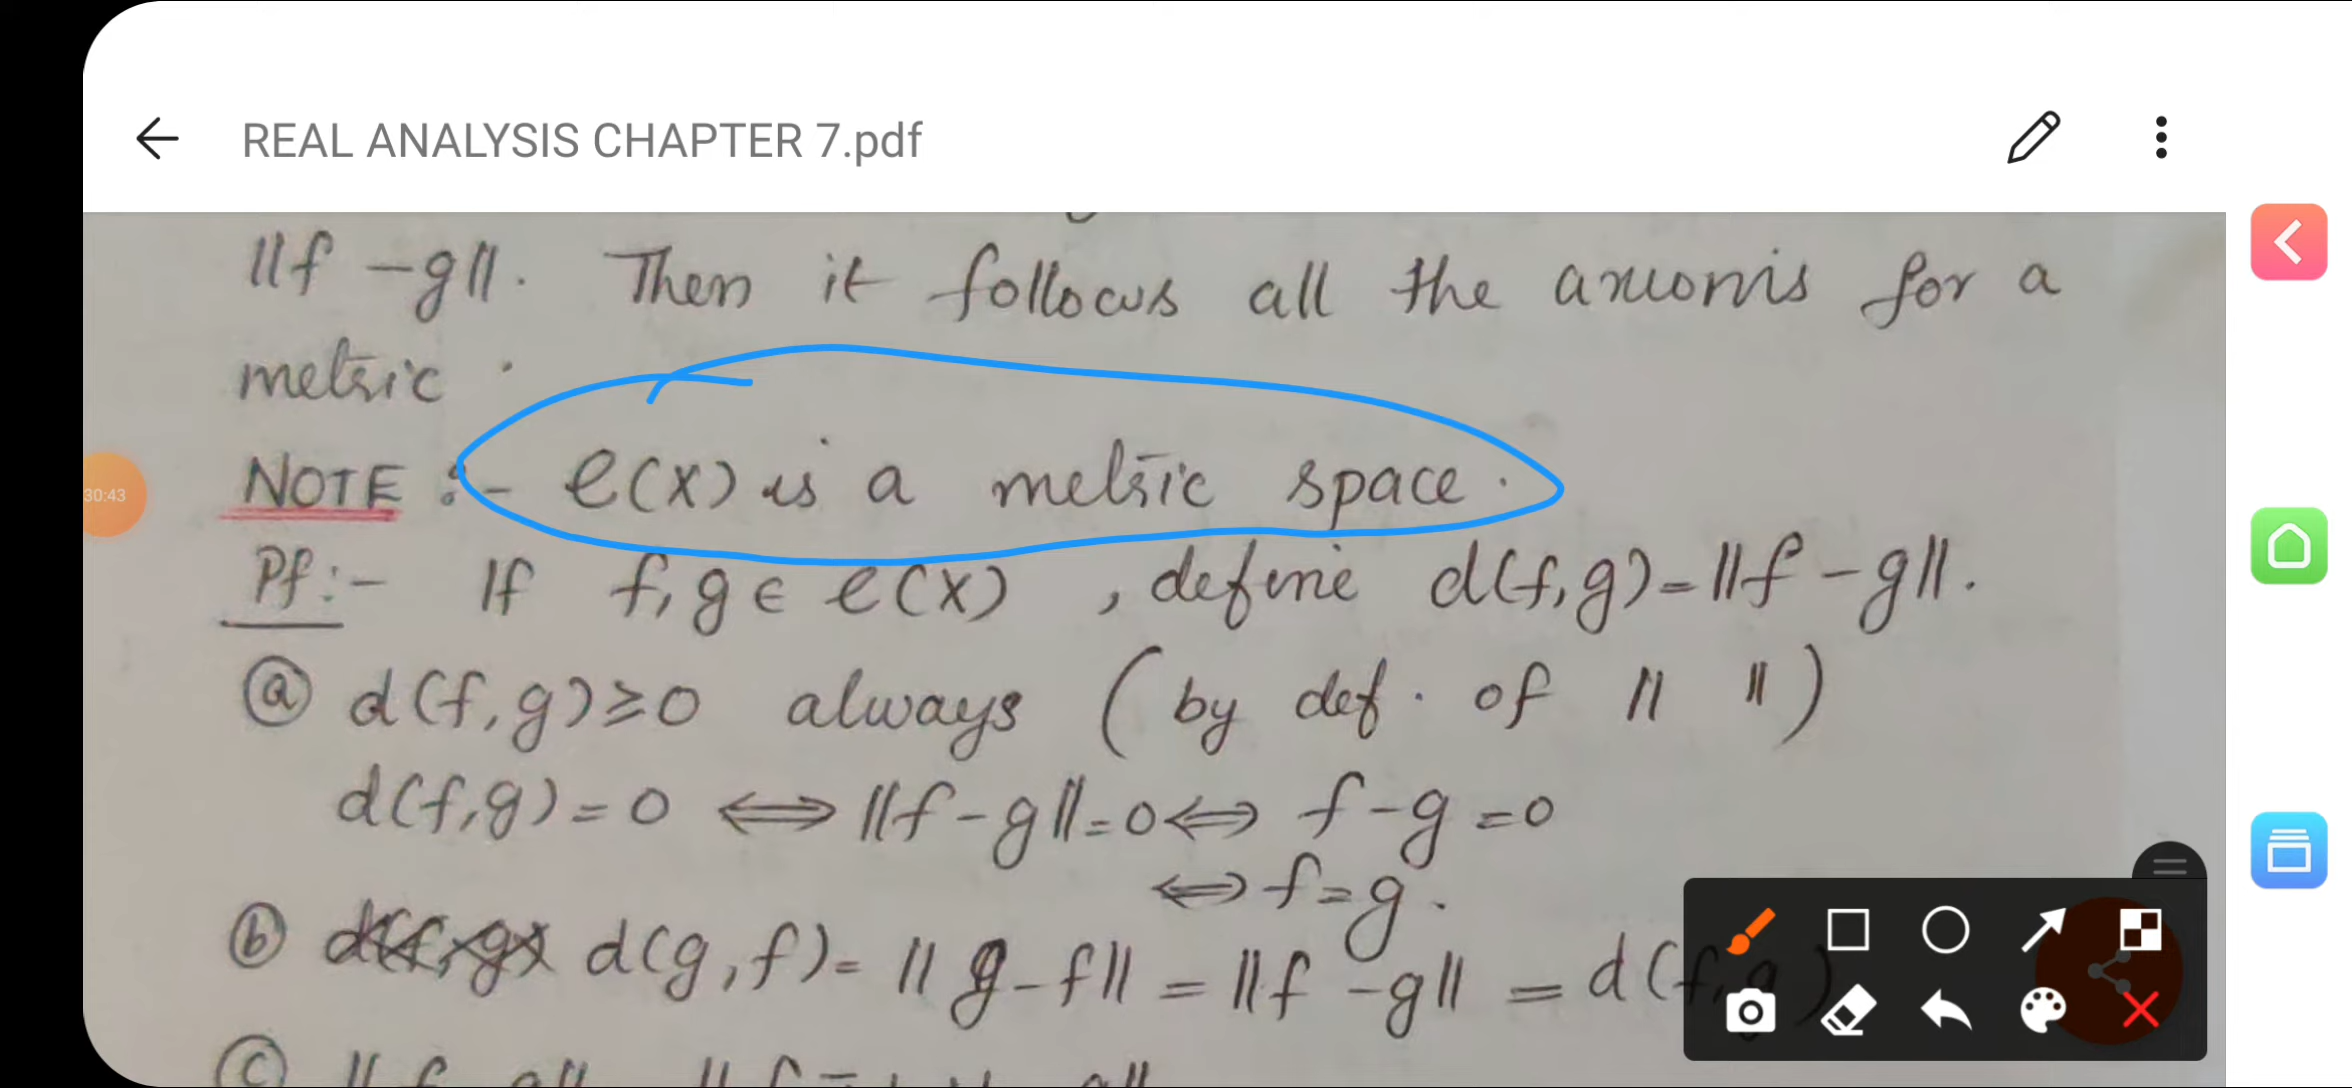 REAL ANALYSIS CHAPTER 7.pdf
||f-g||. Then it follows all the axioms for a
metric.
NOTE :- C(X) is a metric space.
Pf:- If f, g ∈ C(X), define d(f,g)=||f-g||.
(a) d(f,g)≥0 always (by def. of || ||)
d(f,g)=0 ⟺ ||f-g||=0 ⟺ f-g=0
⟺ f=g.
(b) d(g,f)= ||g-f|| = ||f-g|| = d(f,g)
(c)
30:43